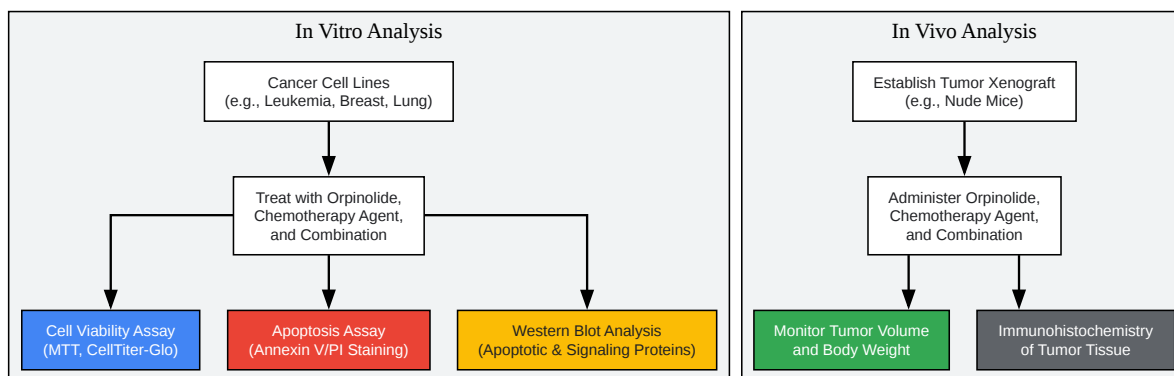 In Vitro Analysis
Cancer Cell Lines
(e.g., Leukemia, Breast, Lung)
Treat with Orpinolide,
Chemotherapy Agent,
and Combination
Cell Viability Assay
(MTT, CellTiter-Glo)
Apoptosis Assay
(Annexin V/PI Staining)
Western Blot Analysis
(Apoptotic & Signaling Proteins)
In Vivo Analysis
Establish Tumor Xenograft
(e.g., Nude Mice)
Administer Orpinolide,
Chemotherapy Agent,
and Combination
Monitor Tumor Volume
and Body Weight
Immunohistochemistry
of Tumor Tissue